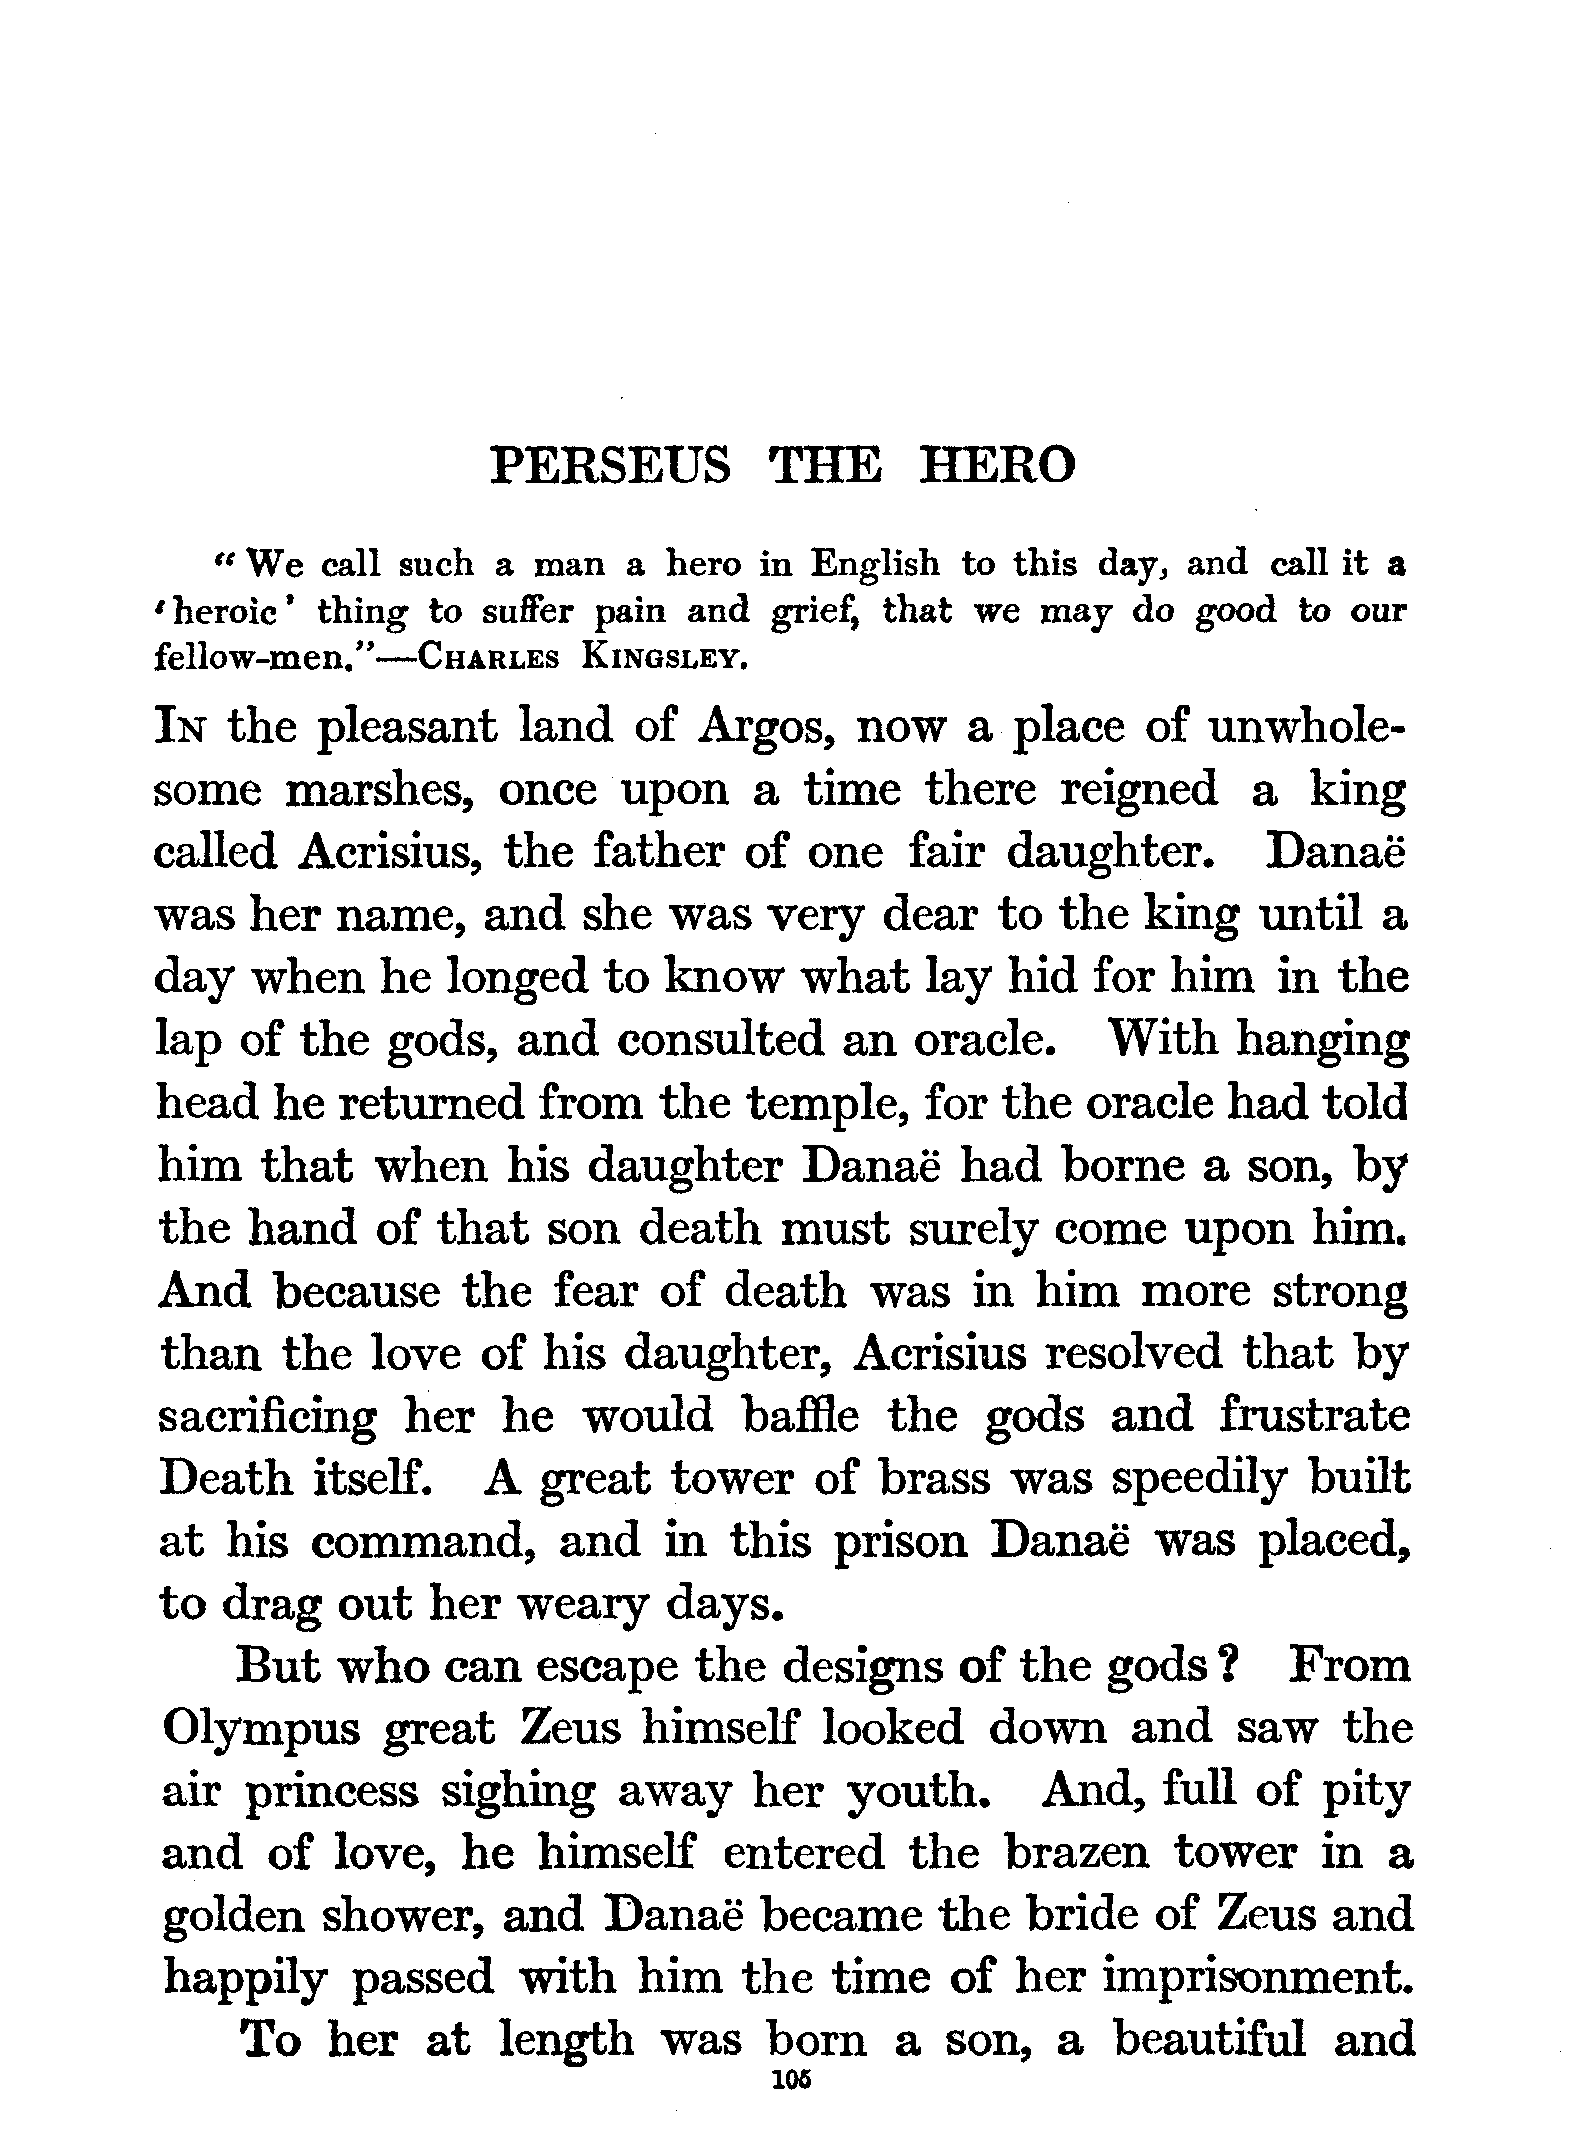 PERSEUS THE HERO
“We call such a man a hero in English to this day, and call it a
‘heroic’ thing to suffer pain and grief, that we may do good to our
fellow-men.”—CHARLES KINGSLEY.
IN the pleasant land of Argos, now a place of unwhole-
some marshes, once upon a time there reigned a king
called Acrisius, the father of one fair daughter. Danaë
was her name, and she was very dear to the king until a
day when he longed to know what lay hid for him in the
lap of the gods, and consulted an oracle. With hanging
head he returned from the temple, for the oracle had told
him that when his daughter Danaë had borne a son, by
the hand of that son death must surely come upon him.
And because the fear of death was in him more strong
than the love of his daughter, Acrisius resolved that by
sacrificing her he would baffle the gods and frustrate
Death itself. A great tower of brass was speedily built
at his command, and in this prison Danaë was placed,
to drag out her weary days.
But who can escape the designs of the gods? From
Olympus great Zeus himself looked down and saw the
air princess sighing away her youth. And, full of pity
and of love, he himself entered the brazen tower in a
golden shower, and Danaë became the bride of Zeus and
happily passed with him the time of her imprisonment.
To her at length was born a son, a beautiful and
105